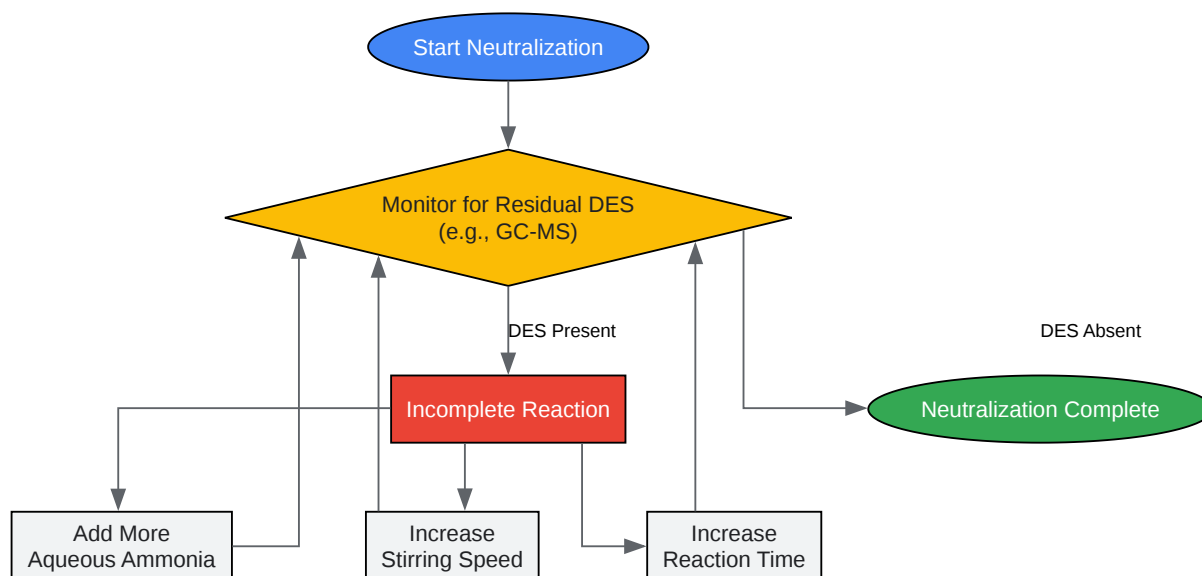 Start Neutralization
Monitor for Residual DES
(e.g., GC-MS)
DES Present
DES Absent
Incomplete Reaction
Neutralization Complete
Add More
Aqueous Ammonia
Increase
Stirring Speed
Increase
Reaction Time